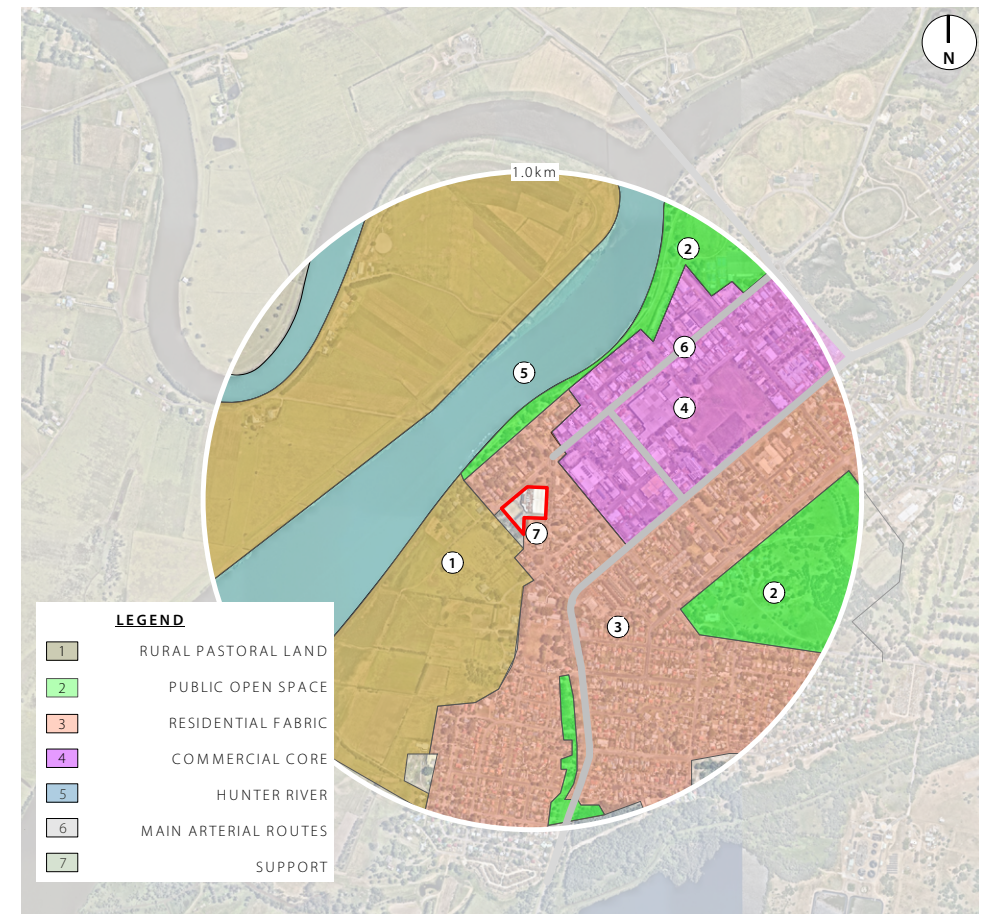 N
1.0km
2
6
5
4
7
1
2
3
LEGEND
1 RURAL PASTORAL LAND
2 PUBLIC OPEN SPACE
3 RESIDENTIAL FABRIC
4 COMMERCIAL CORE
5 HUNTER RIVER
6 MAIN ARTERIAL ROUTES
7 SUPPORT